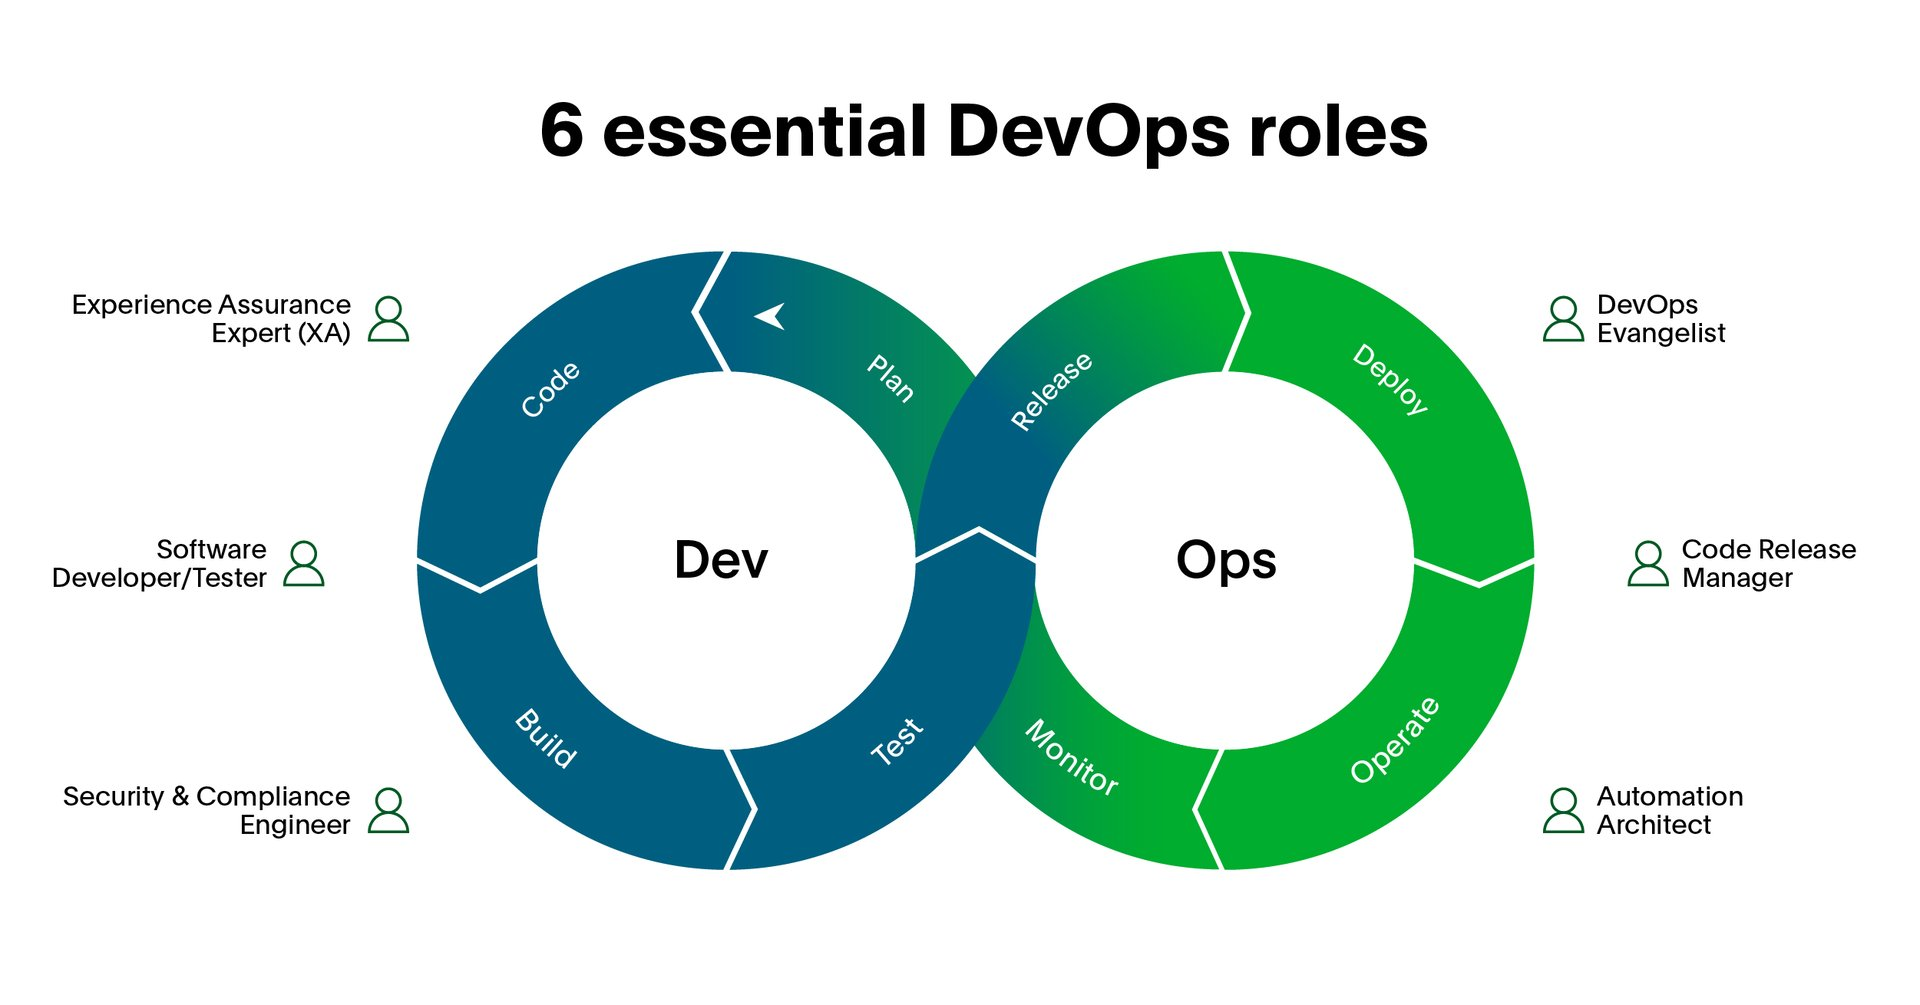 6 essential DevOps roles
Experience Assurance
Expert (XA)
Software
Developer/Tester
Security & Compliance
Engineer
Code
Plan
Build
Test
Dev
Release
Deploy
Monitor
Operate
Ops
DevOps
Evangelist
Code Release
Manager
Automation
Architect